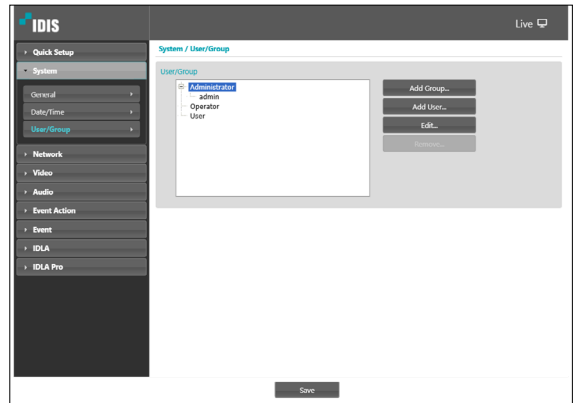 IDIS
Live
Quick Setup
System / User/Group
System
User/Group
Administrator
admin
Operator
User
Add Group...
Add User...
Edit...
Remove...
General
Date/Time
User/Group
Network
Video
Audio
Event Action
Event
IDLA
IDLA Pro
Save